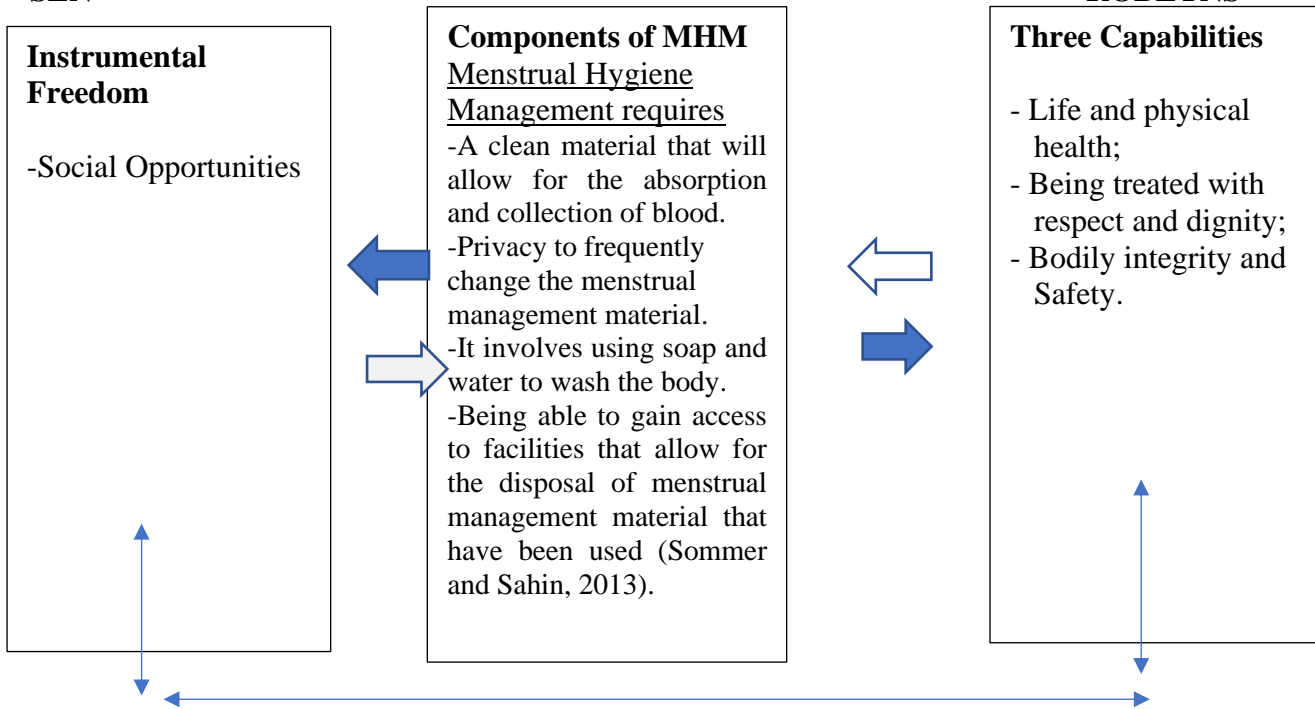 SEN
Instrumental
Freedom
-Social Opportunities
Components of MHM
Menstrual Hygiene
Management requires
-A clean material that will
allow for the absorption
and collection of blood.
-Privacy to frequently
change the menstrual
management material.
-It involves using soap and
water to wash the body.
-Being able to gain access
to facilities that allow for
the disposal of menstrual
management material that
have been used (Sommer
and Sahin, 2013).
Three Capabilities
- Life and physical
health;
- Being treated with
respect and dignity;
- Bodily integrity and
Safety.